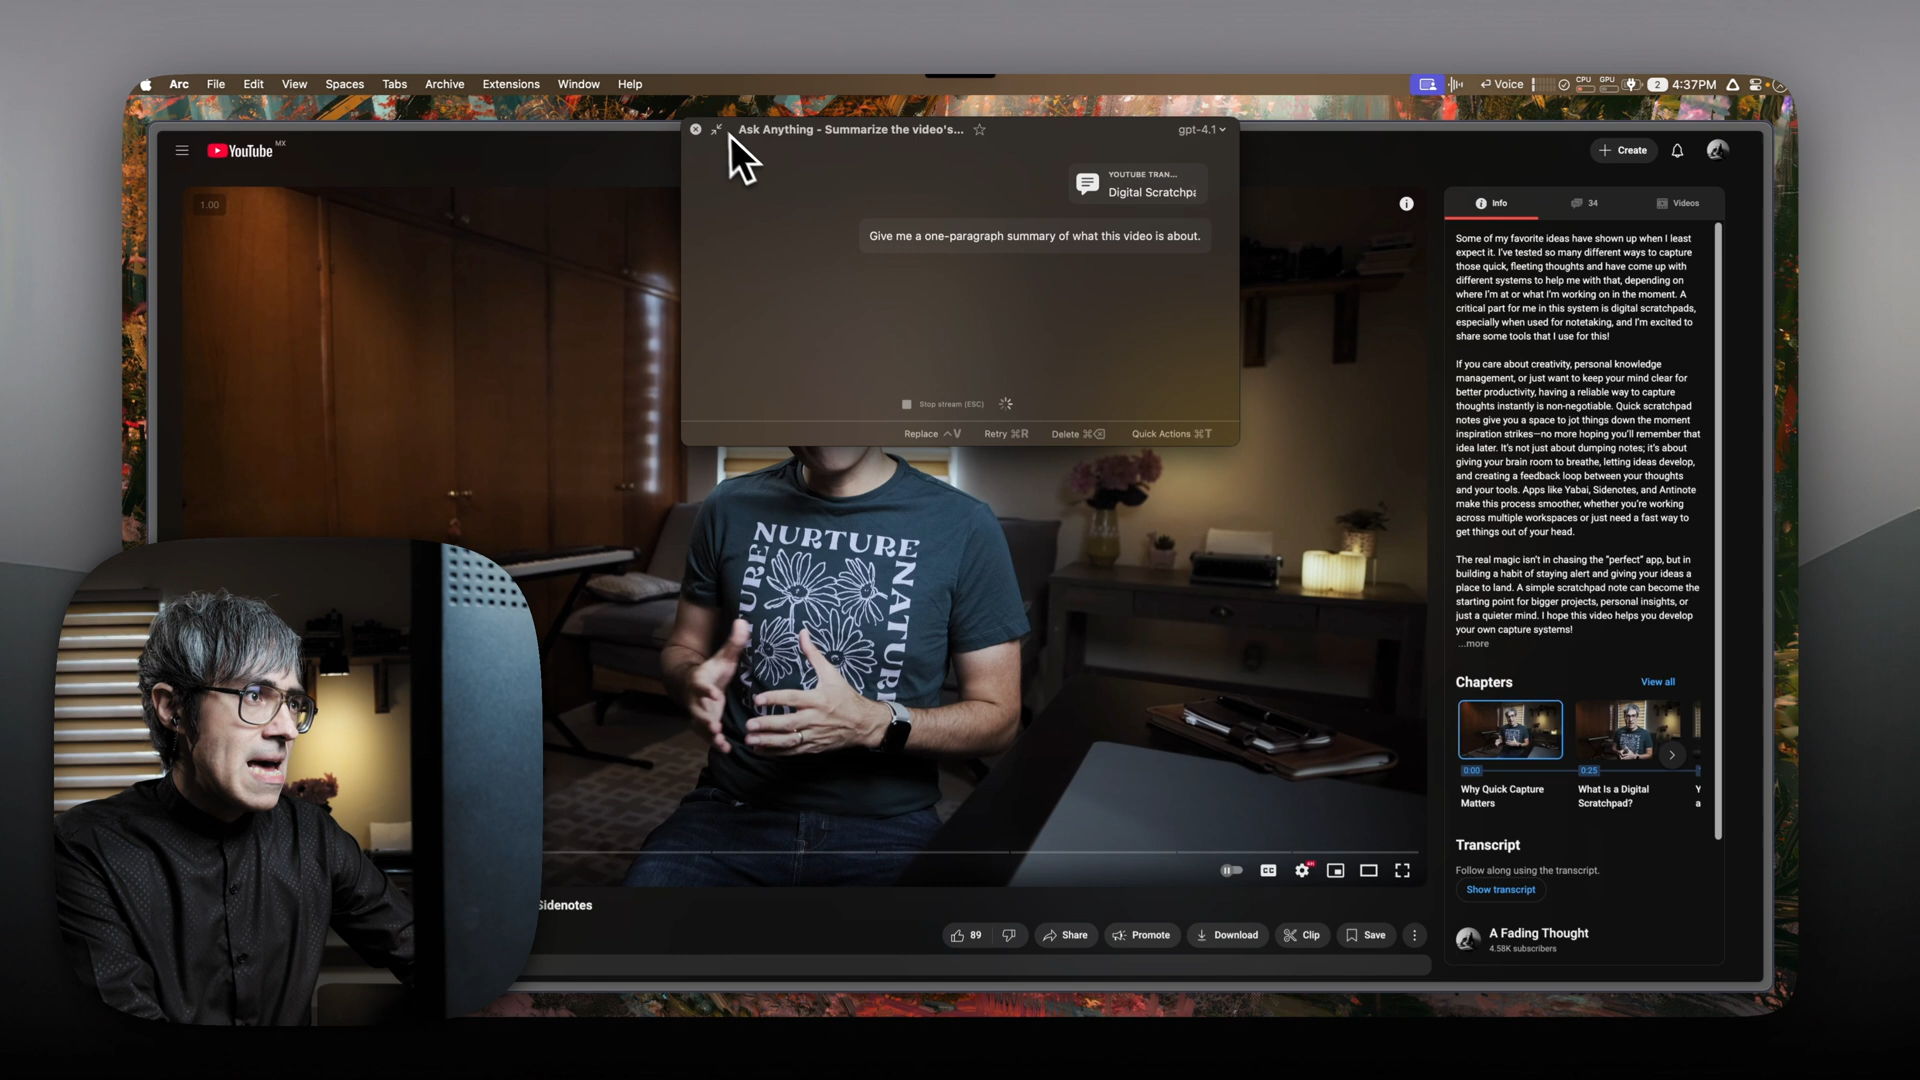 Arc File Edit View Spaces Tabs Archive Extensions Window Help
Voice CPU GPU 2 4:37PM
YouTube MX
Create
Ask Anything - Summarize the video's...
gpt-4.1
YOUTUBE TRAN...
Digital Scratchpa
Give me a one-paragraph summary of what this video is about.
Stop stream (ESC)
Replace ^V Retry ⌘R Delete ⌘⌫ Quick Actions ⌘T
1.00
NURTURE
NATURE
NURTURE
Info 34 Videos
Some of my favorite ideas have shown up when I least
expect it. I've tested so many different ways to capture
those quick, fleeting thoughts and have come up with
different systems to help me with that, depending on
where I'm at or what I'm working on in the moment. A
critical part for me in this system is digital scratchpads,
especially when used for notetaking, and I'm excited to
share some tools that I use for this!
If you care about creativity, personal knowledge
management, or just want to keep your mind clear for
better productivity, having a reliable way to capture
thoughts instantly is non-negotiable. Quick scratchpad
notes give you a space to jot things down the moment
inspiration strikes—no more hoping you'll remember that
idea later. It's not just about dumping notes; it's about
giving your brain room to breathe, letting ideas develop,
and creating a feedback loop between your thoughts
and your tools. Apps like Yabai, Sidenotes, and Antinote
make this process smoother, whether you're working
across multiple workspaces or just need a fast way to
get things out of your head.
The real magic isn't in chasing the "perfect" app, but in
building a habit of staying alert and giving your ideas a
place to land. A simple scratchpad note can become the
starting point for bigger projects, personal insights, or
just a quieter mind. I hope this video helps you develop
your own capture systems!
...more
Chapters View all
0:00 0:25
Why Quick Capture
Matters
What Is a Digital
Scratchpad?
Y
a
Transcript
Follow along using the transcript.
Show transcript
A Fading Thought
4.58K subscribers
CC
Sidenotes
89 Share Promote Download Clip Save